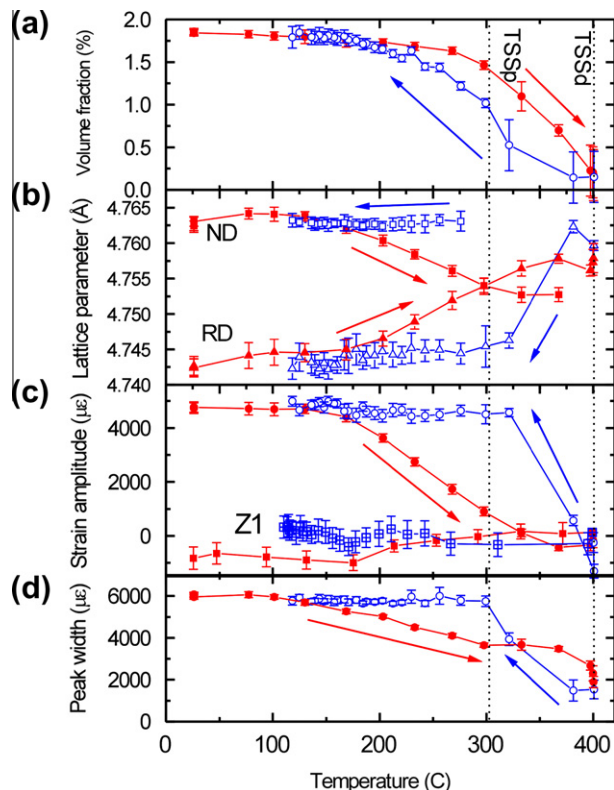 (a)
2.0
1.5
1.0
0.5
0.0
Volume fraction (%)
TSSp
TSSd
(b)
4.765
4.760
4.755
4.750
4.745
4.740
Lattice parameter (Å)
ND
RD
(c)
4000
2000
0
Strain amplitude (με)
Z1
(d)
6000
4000
2000
0
Peak width (με)
0 100 200 300 400
Temperature (C)